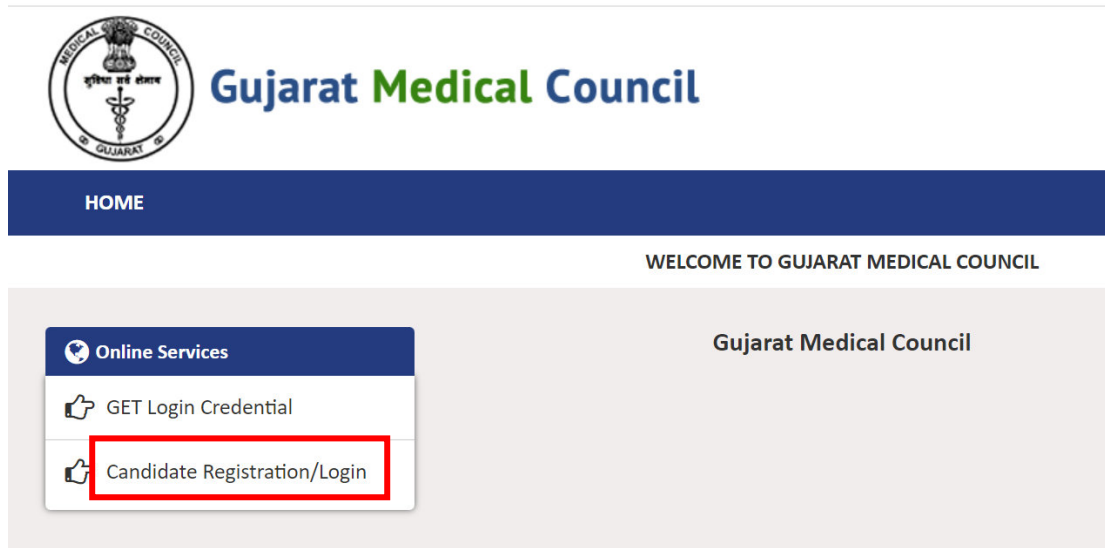 MEDICAL COUNCIL
GUJARAT
Gujarat Medical Council
HOME
WELCOME TO GUJARAT MEDICAL COUNCIL
Online Services
GET Login Credential
Candidate Registration/Login
Gujarat Medical Council